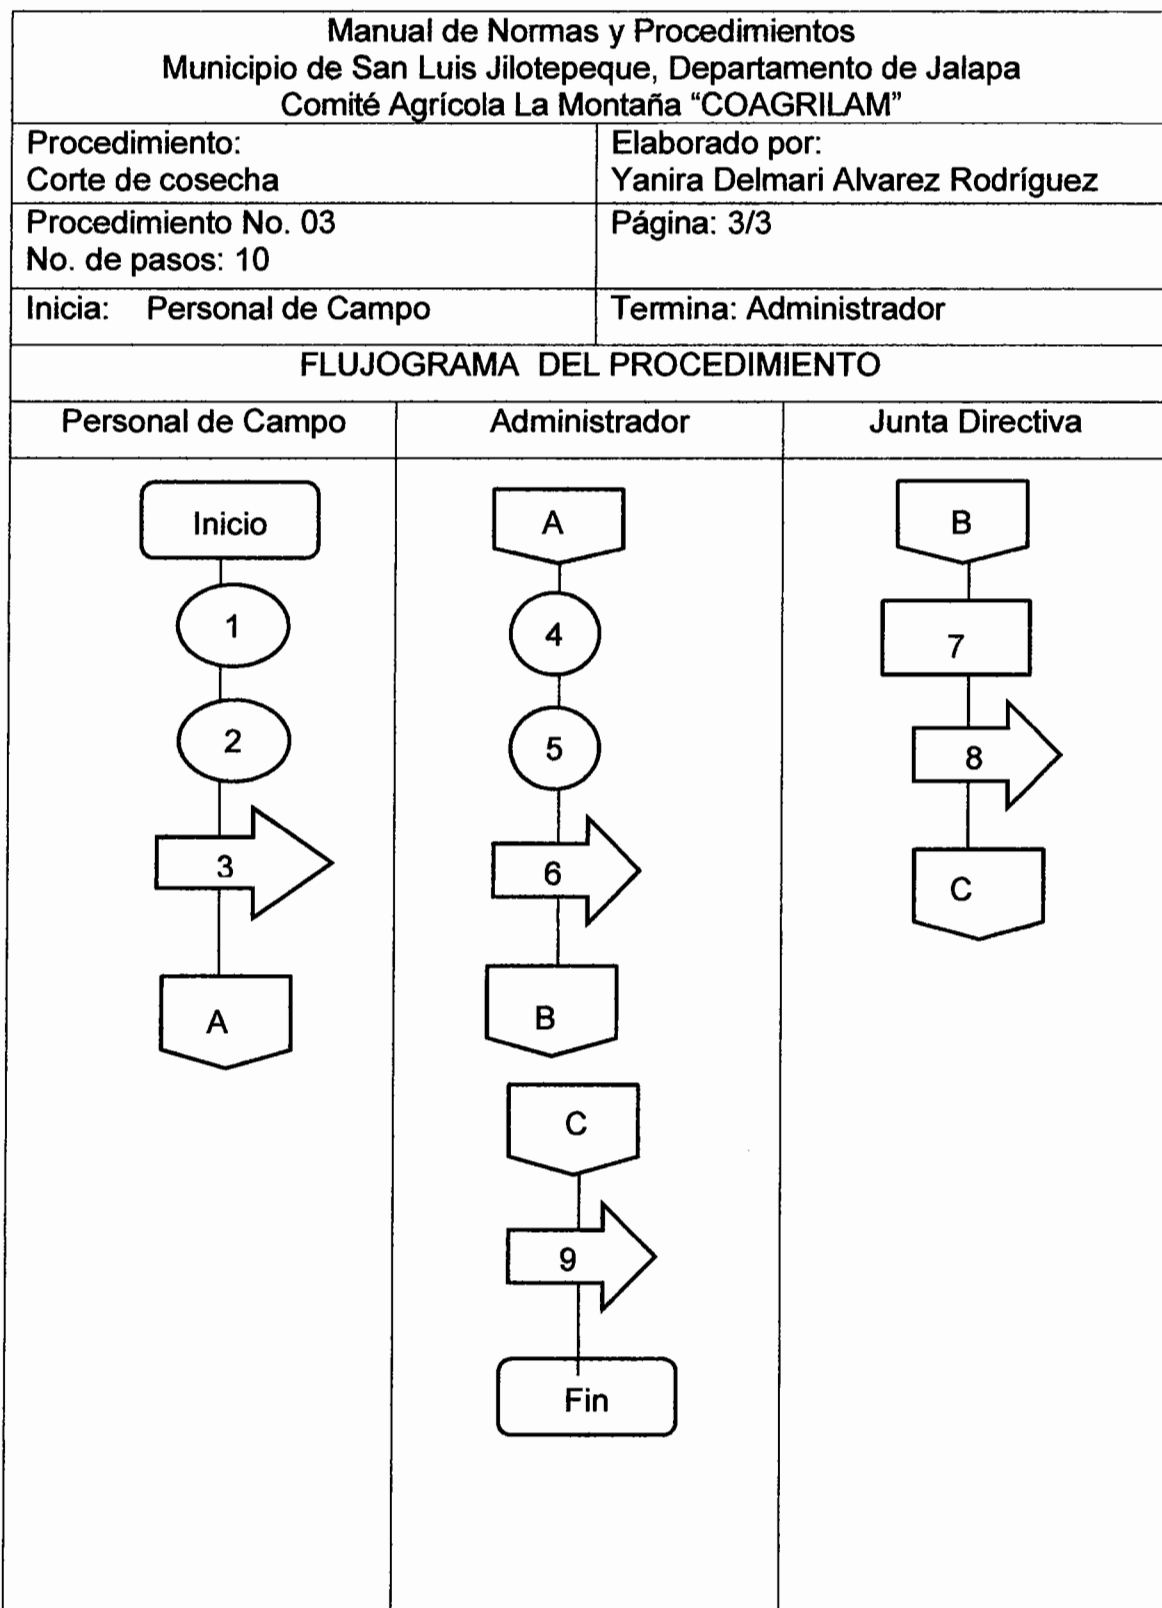 Manual de Normas y Procedimientos
Municipio de San Luis Jilotepeque, Departamento de Jalapa
Comité Agrícola La Montaña “COAGRILAM”
Procedimiento:
Corte de cosecha
Elaborado por:
Yanira Delmari Alvarez Rodríguez
Procedimiento No. 03
No. de pasos: 10
Página: 3/3
Inicia: Personal de Campo
Termina: Administrador
FLUJOGRAMA DEL PROCEDIMIENTO
Personal de Campo
Administrador
Junta Directiva
Inicio
1
2
3
A
A
4
5
6
B
C
9
Fin
B
7
8
C